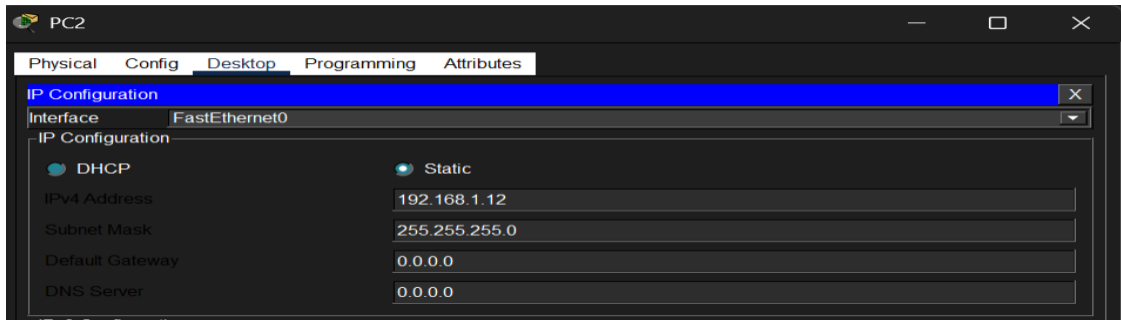 PC2
Physical Config Desktop Programming Attributes
IP Configuration X
Interface FastEthernet0
IP Configuration
DHCP Static
IPv4 Address 192.168.1.12
Subnet Mask 255.255.255.0
Default Gateway 0.0.0.0
DNS Server 0.0.0.0